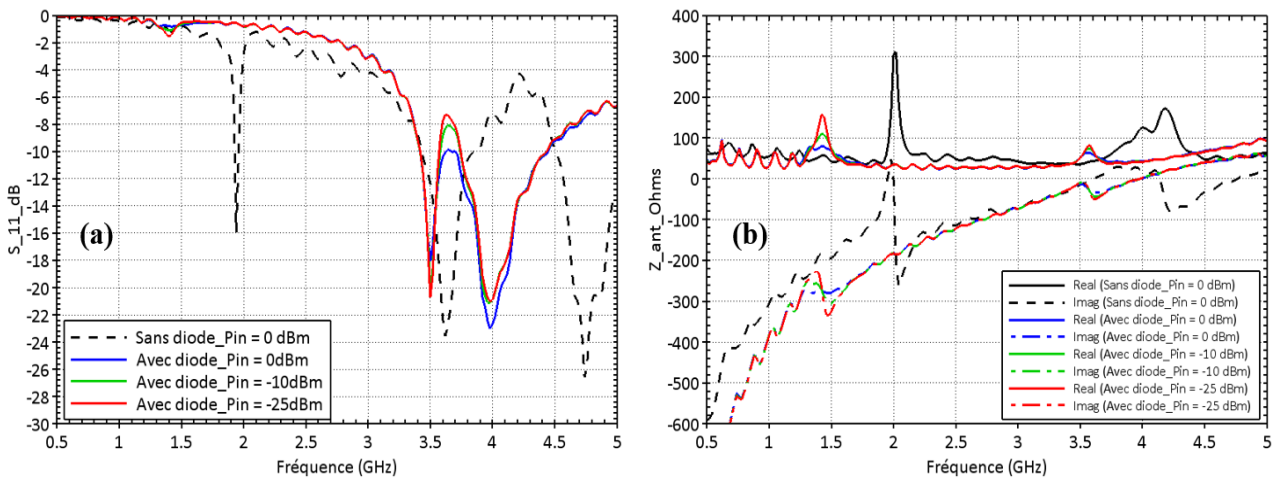 0
-2
-4
-6
-8
-10
-12
-14
-16
-18
-20
-22
-24
-26
-28
-30
S_11_dB
(a)
Sans diode_Pin = 0 dBm
Avec diode_Pin = 0dBm
Avec diode_Pin = -10dBm
Avec diode_Pin = -25dBm
0.5 1 1.5 2 2.5 3 3.5 4 4.5 5
Fréquence (GHz)
400
300
200
100
0
-100
-200
-300
-400
-500
-600
Z_ant_Ohms
(b)
Real (Sans diode_Pin = 0 dBm)
Imag (Sans diode_Pin = 0 dBm)
Real (Avec diode_Pin = 0 dBm)
Imag (Avec diode_Pin = 0 dBm)
Real (Avec diode_Pin = -10 dBm)
Imag (Avec diode_Pin = -10 dBm)
Real (Avec diode_Pin = -25 dBm)
Imag (Avec diode_Pin = -25 dBm)
0.5 1 1.5 2 2.5 3 3.5 4 4.5 5
Fréquence (GHz)